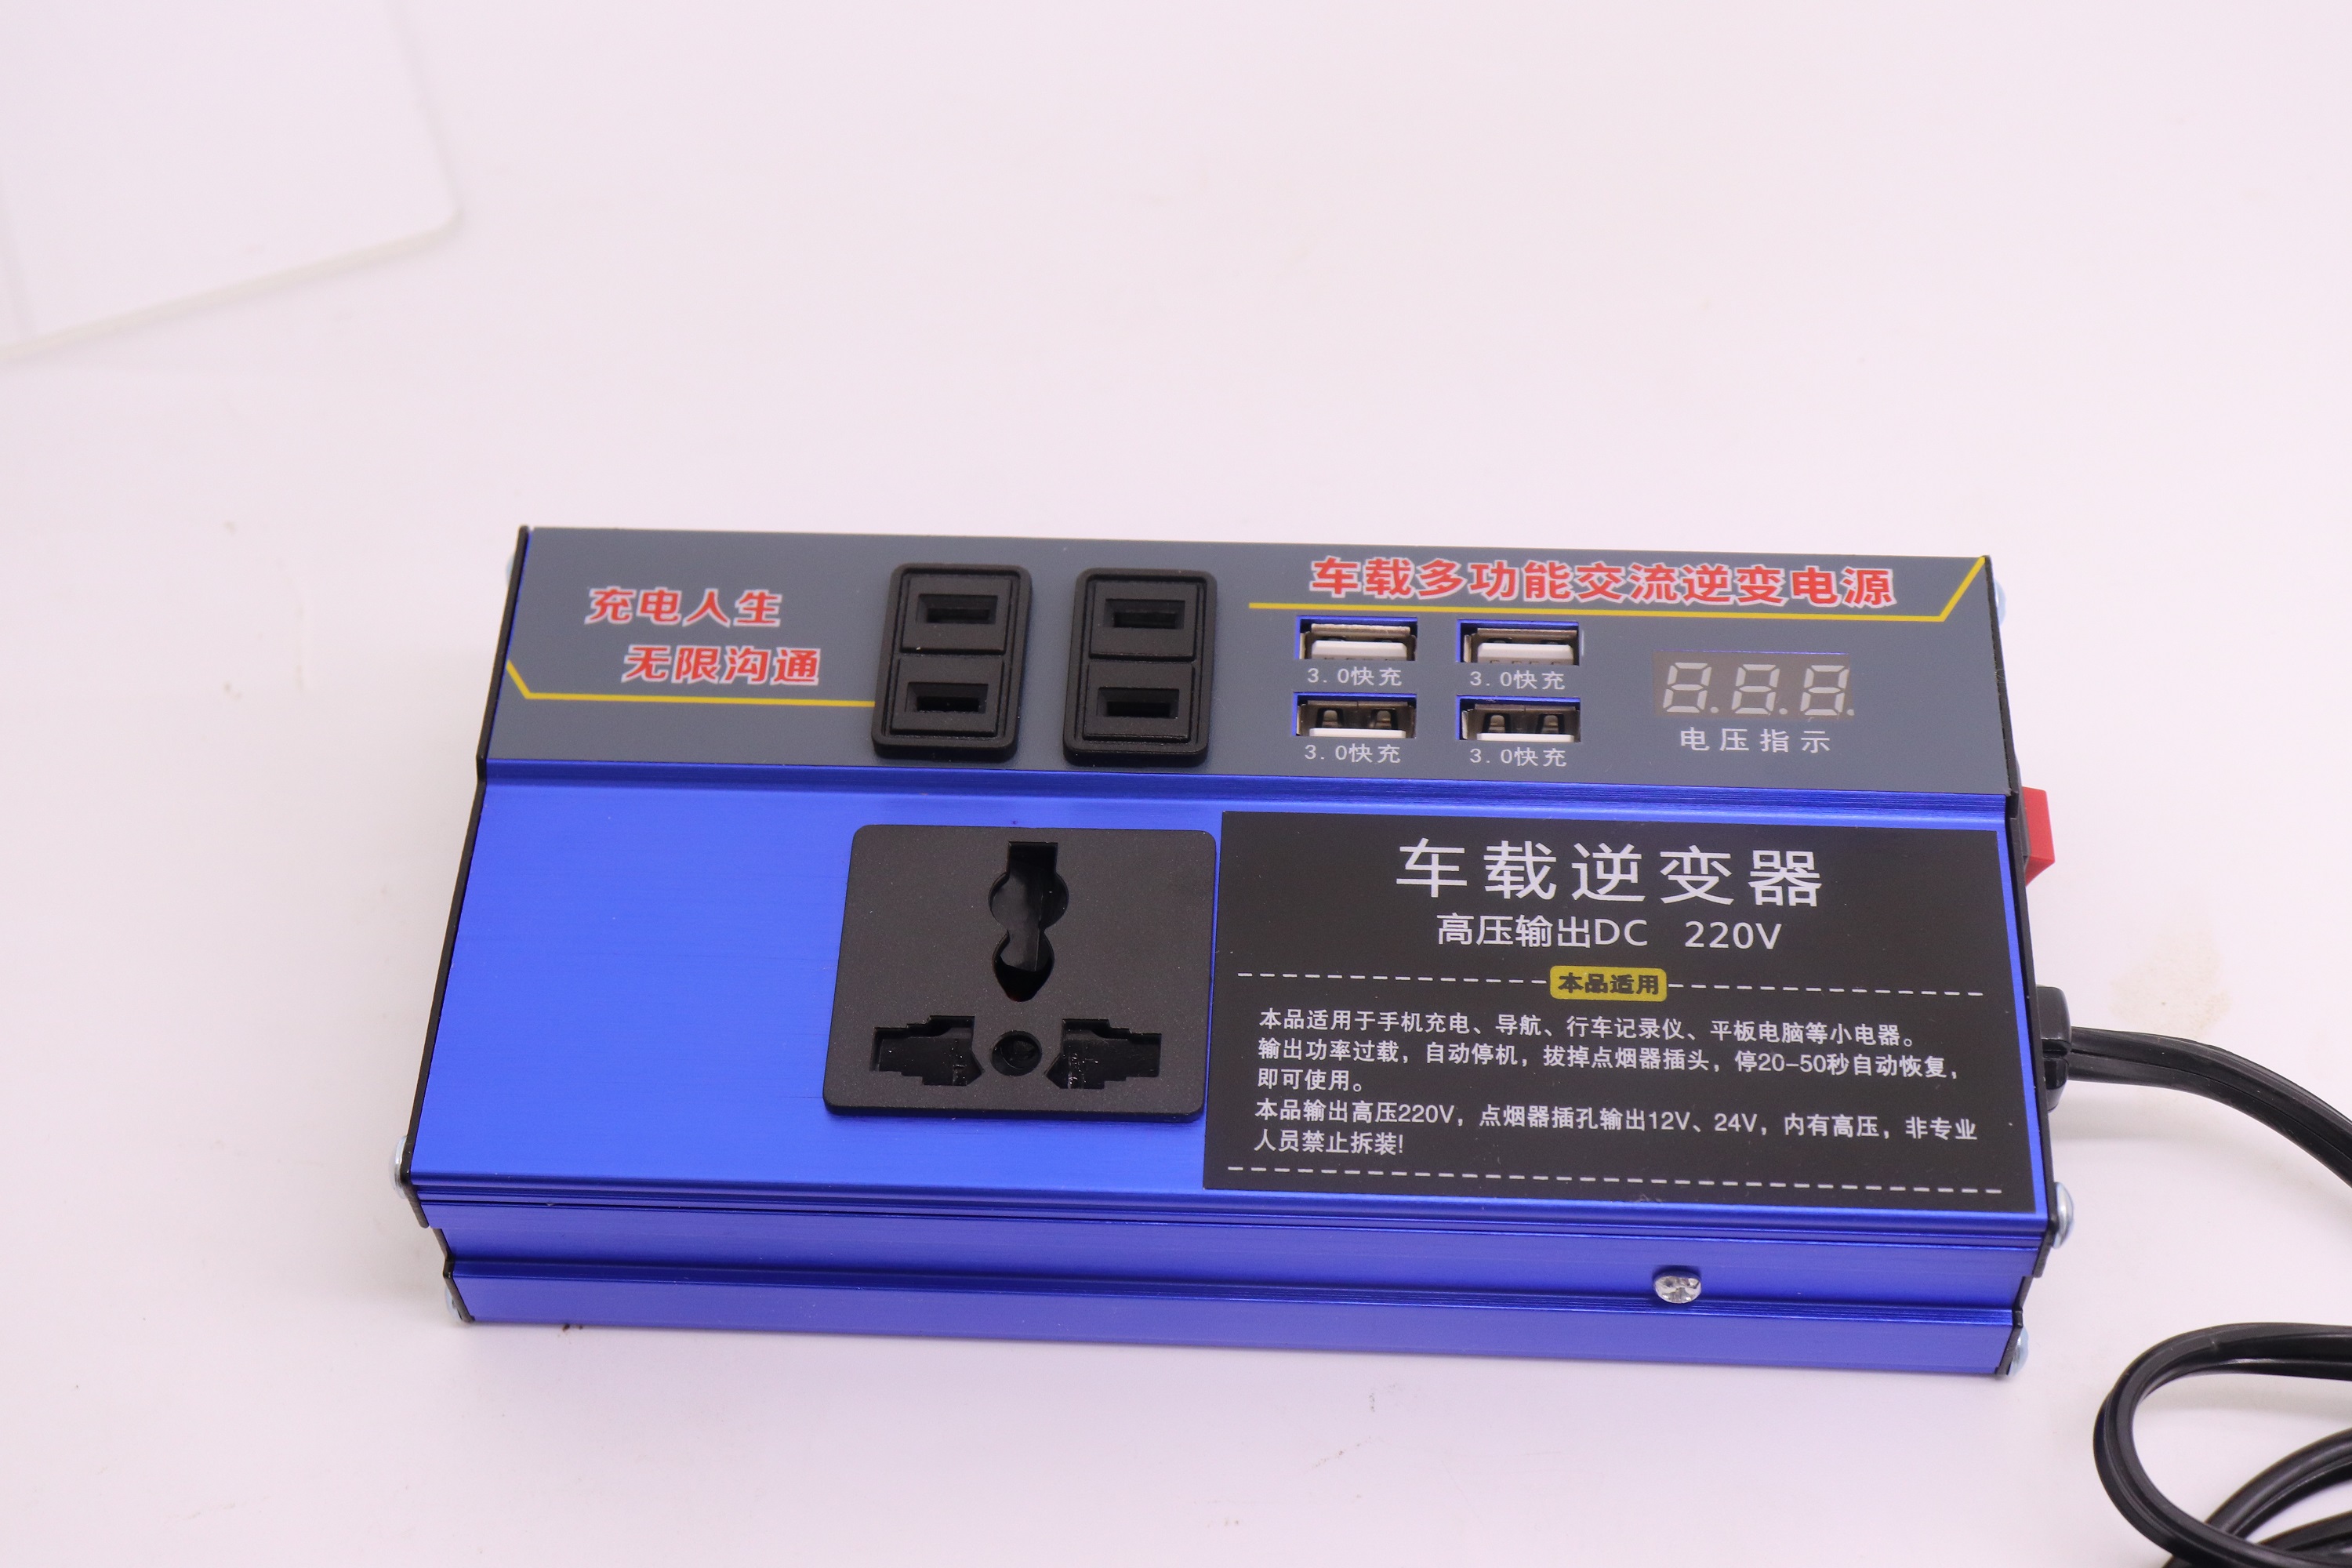 充电人生
无限沟通
车载多功能交流逆变电源
3.0快充
3.0快充
3.0快充
3.0快充
8.8.8.
电压指示
车载逆变器
高压输出DC 220V
本品适用
本品适用于手机充电、导航、行车记录仪、平板电脑等小电器。
输出功率过载，自动停机，拔掉点烟器插头，停20-50秒自动恢复，
即可使用。
本品输出高压220V，点烟器插孔输出12V、24V，内有高压，非专业
人员禁止拆装!